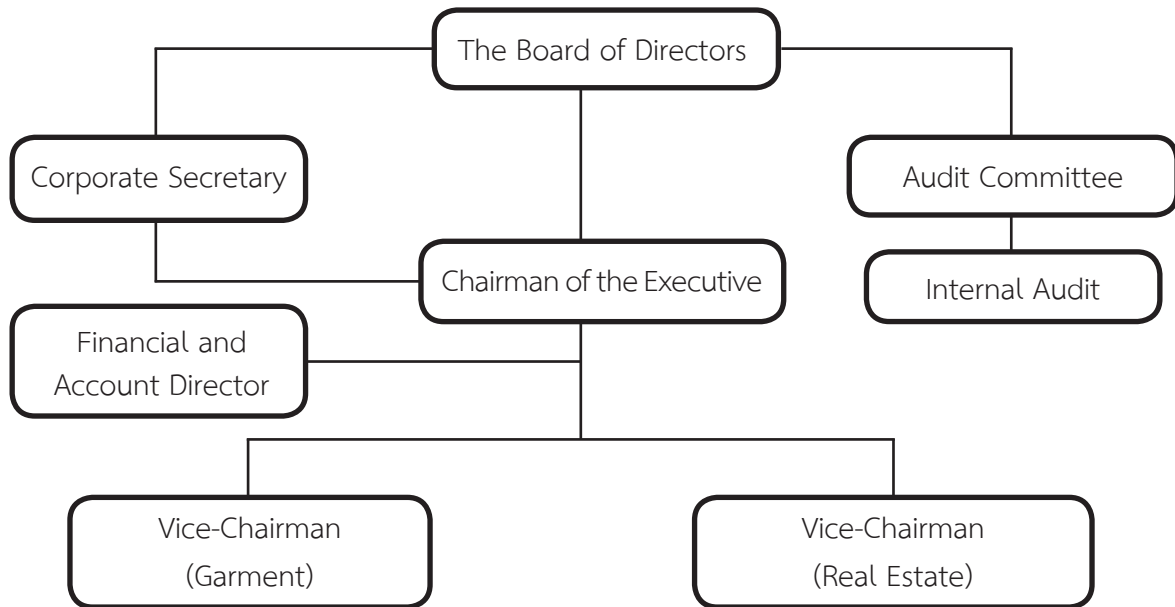 The Board of Directors
Corporate Secretary
Audit Committee
Chairman of the Executive
Internal Audit
Financial and
Account Director
Vice-Chairman
(Garment)
Vice-Chairman
(Real Estate)